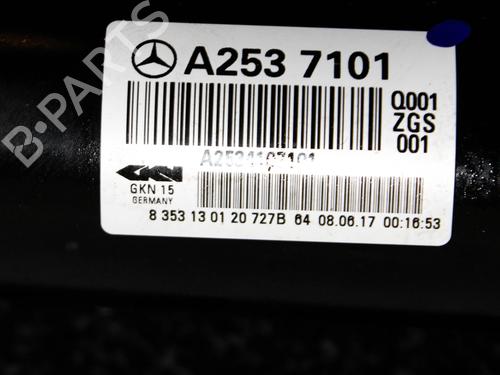 B-PARTS
A253 7101
Q001
ZGS
001
A2534107101
GKN
GKN 15
GERMANY
8 353 13 01 20 727B 64 08.06.17 00:16:53